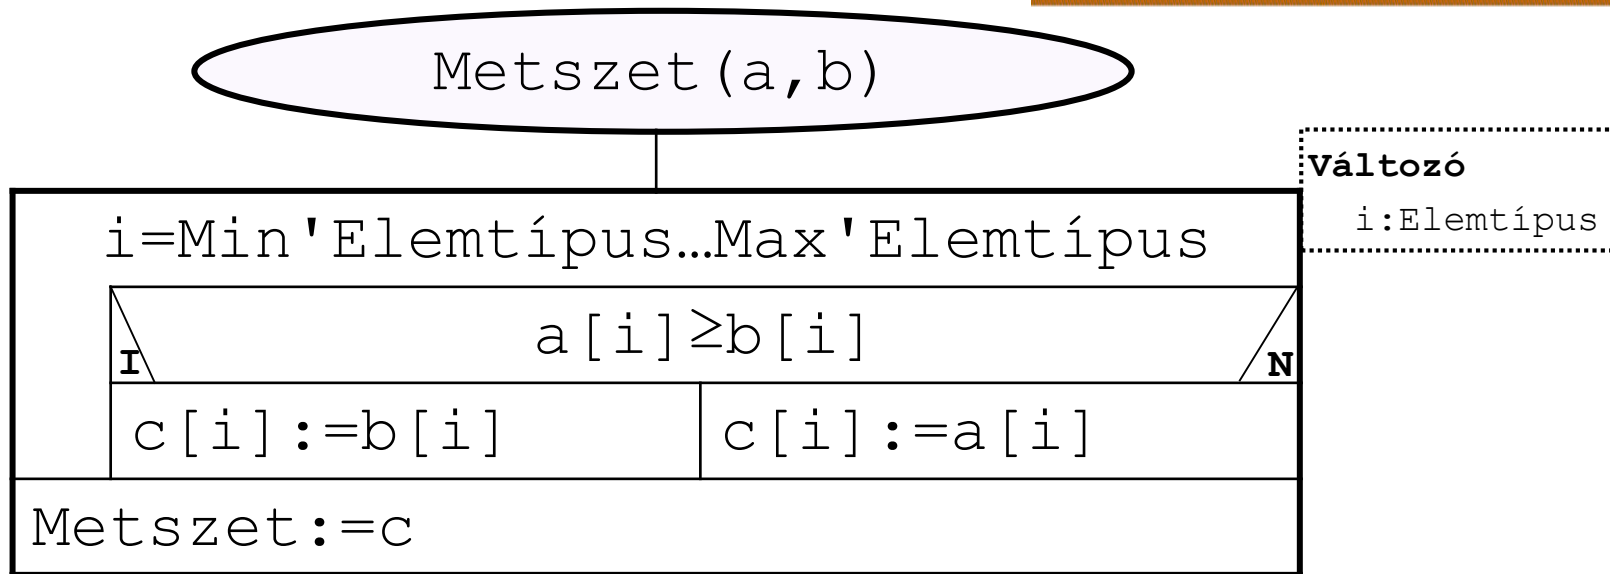 Metszet(a,b)
Változó
i:Elemtípus
i=Min'Elemtípus…Max'Elemtípus
a[i]≥b[i]
I
N
c[i]:=b[i]
c[i]:=a[i]
Metszet:=c